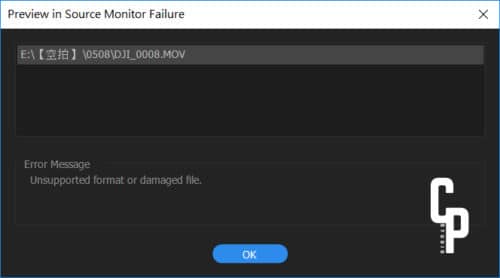 Preview in Source Monitor Failure
E:\【空拍】\0508\DJI_0008.MOV
Error Message
Unsupported format or damaged file.
CP
OK